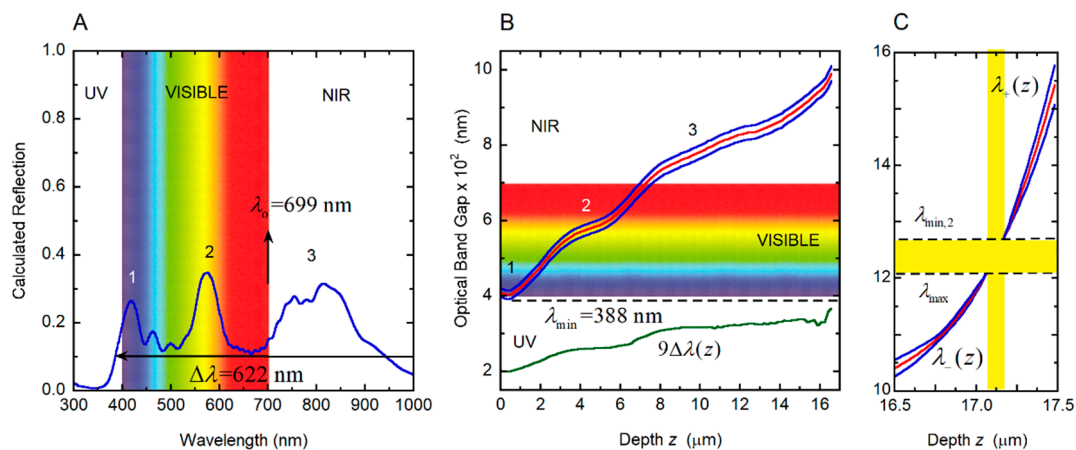 A
Calculated Reflection
1.0
0.8
0.6
0.4
0.2
0.0
UV
VISIBLE
NIR
λo=699 nm
1
2
3
Δλ=622 nm
300 400 500 600 700 800 900 1000
Wavelength (nm)
B
Optical Band Gap x 10² (nm)
10
8
6
4
2
NIR
3
2
VISIBLE
1
λmin=388 nm
UV
9Δλ(z)
0 2 4 6 8 10 12 14 16
Depth z (μm)
C
16
14
12
10
λ+(z)
λmin,2
λmax
λ−(z)
16.5 17.0 17.5
Depth z (μm)